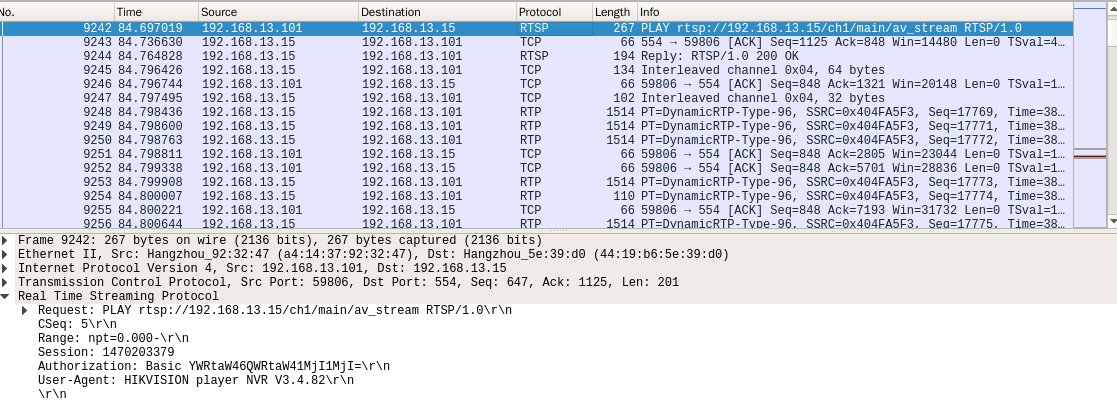 No. Time Source Destination Protocol Length Info
9242 84.697019 192.168.13.101 192.168.13.15 RTSP 267 PLAY rtsp://192.168.13.15/ch1/main/av_stream RTSP/1.0
9243 84.736630 192.168.13.15 192.168.13.101 TCP 66 554 → 59806 [ACK] Seq=1125 Ack=848 Win=14480 Len=0 TSval=4…
9244 84.764828 192.168.13.15 192.168.13.101 RTSP 194 Reply: RTSP/1.0 200 OK
9245 84.796426 192.168.13.15 192.168.13.101 TCP 134 Interleaved channel 0x04, 64 bytes
9246 84.796744 192.168.13.101 192.168.13.15 TCP 66 59806 → 554 [ACK] Seq=848 Ack=1321 Win=20148 Len=0 TSval=1…
9247 84.797495 192.168.13.15 192.168.13.101 TCP 102 Interleaved channel 0x04, 32 bytes
9248 84.798436 192.168.13.15 192.168.13.101 RTP 1514 PT=DynamicRTP-Type-96, SSRC=0x404FA5F3, Seq=17769, Time=38…
9249 84.798600 192.168.13.15 192.168.13.101 RTP 1514 PT=DynamicRTP-Type-96, SSRC=0x404FA5F3, Seq=17771, Time=38…
9250 84.798763 192.168.13.15 192.168.13.101 RTP 1514 PT=DynamicRTP-Type-96, SSRC=0x404FA5F3, Seq=17772, Time=38…
9251 84.798811 192.168.13.101 192.168.13.15 TCP 66 59806 → 554 [ACK] Seq=848 Ack=2805 Win=23044 Len=0 TSval=1…
9252 84.799338 192.168.13.101 192.168.13.15 TCP 66 59806 → 554 [ACK] Seq=848 Ack=5701 Win=28836 Len=0 TSval=1…
9253 84.799908 192.168.13.15 192.168.13.101 RTP 1514 PT=DynamicRTP-Type-96, SSRC=0x404FA5F3, Seq=17773, Time=38…
9254 84.800007 192.168.13.15 192.168.13.101 RTP 110 PT=DynamicRTP-Type-96, SSRC=0x404FA5F3, Seq=17774, Time=38…
9255 84.800221 192.168.13.101 192.168.13.15 TCP 66 59806 → 554 [ACK] Seq=848 Ack=7193 Win=31732 Len=0 TSval=1…
9256 84.800644 192.168.13.15 192.168.13.101 RTP 1514 PT=DynamicRTP-Type-96, SSRC=0x404FA5F3, Seq=17775, Time=38…
Frame 9242: 267 bytes on wire (2136 bits), 267 bytes captured (2136 bits)
Ethernet II, Src: Hangzhou_92:32:47 (a4:14:37:92:32:47), Dst: Hangzhou_5e:39:d0 (44:19:b6:5e:39:d0)
Internet Protocol Version 4, Src: 192.168.13.101, Dst: 192.168.13.15
Transmission Control Protocol, Src Port: 59806, Dst Port: 554, Seq: 647, Ack: 1125, Len: 201
Real Time Streaming Protocol
Request: PLAY rtsp://192.168.13.15/ch1/main/av_stream RTSP/1.0\r\n
CSeq: 5\r\n
Range: npt=0.000-\r\n
Session: 1470203379
Authorization: Basic YWRtaW46QWRtaW41MjI1MjI=\r\n
User-Agent: HIKVISION player NVR V3.4.82\r\n
\r\n